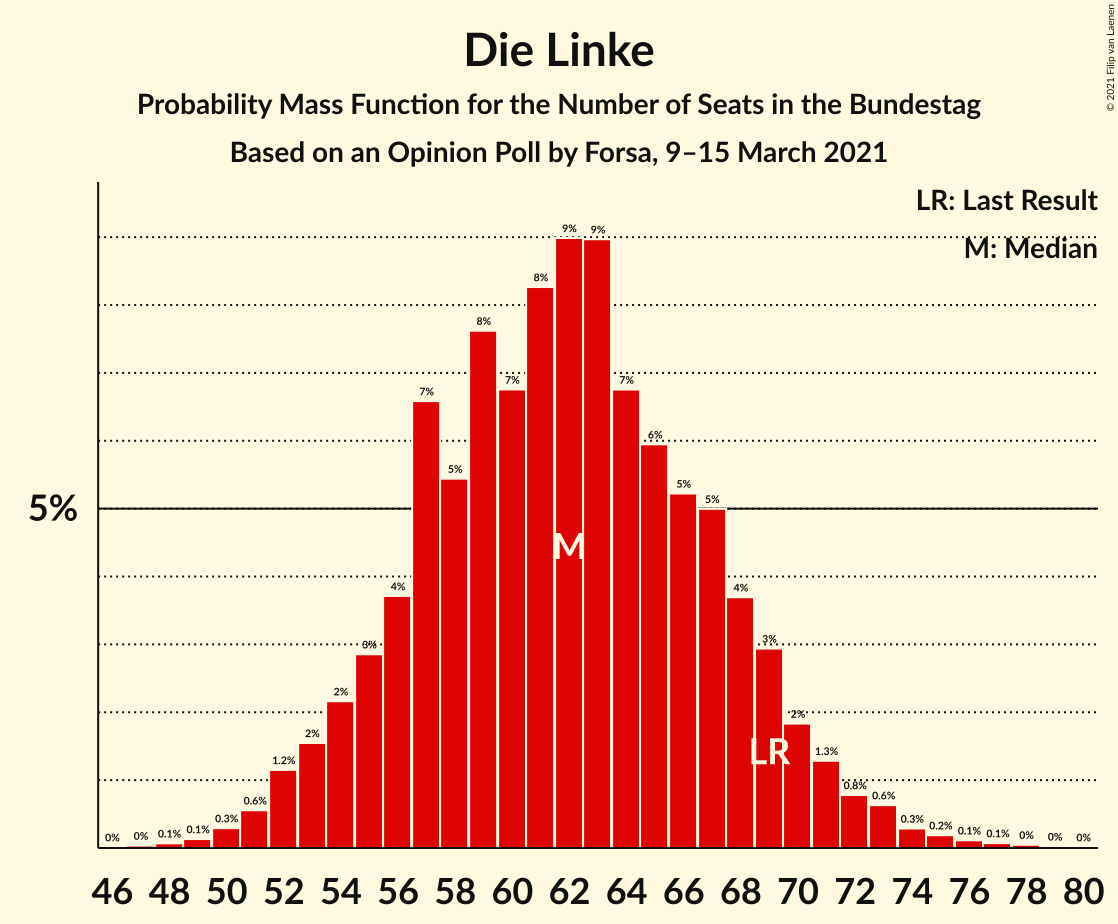 Die Linke
Probability Mass Function for the Number of Seats in the Bundestag
Based on an Opinion Poll by Forsa, 9–15 March 2021
© 2021 Filip van Laenen
LR: Last Result
M: Median
5%
0% 0% 0.1% 0.1% 0.3% 0.6% 1.2% 2% 2% 3% 4% 7% 5% 8% 7% 8% 9% 9% 7% 6% 5% 5% 4% 3% 2% 1.3% 0.8% 0.6% 0.3% 0.2% 0.1% 0.1% 0% 0% 0%
M
LR
46 48 50 52 54 56 58 60 62 64 66 68 70 72 74 76 78 80